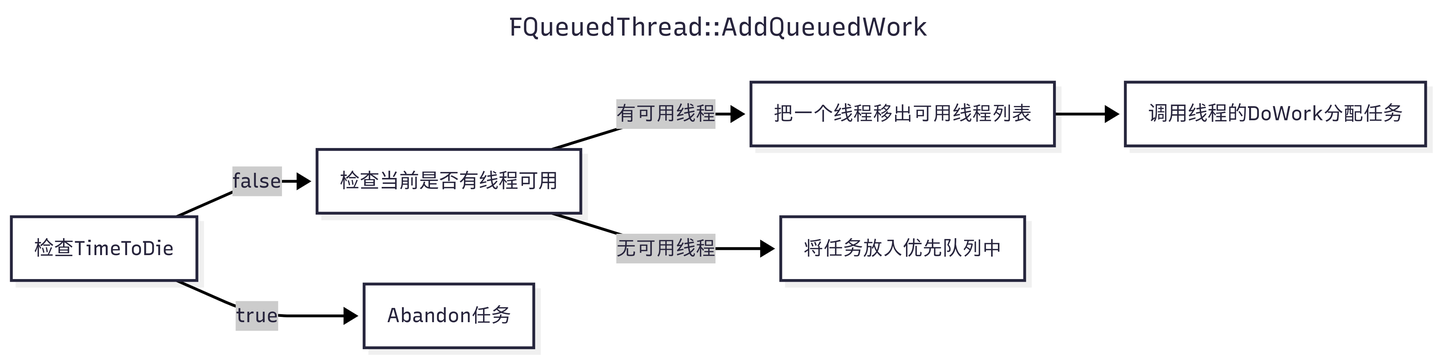 FQueuedThread::AddQueuedWork
检查TimeToDie
false
检查当前是否有线程可用
有可用线程
把一个线程移出可用线程列表
调用线程的DoWork分配任务
无可用线程
将任务放入优先队列中
true
Abandon任务